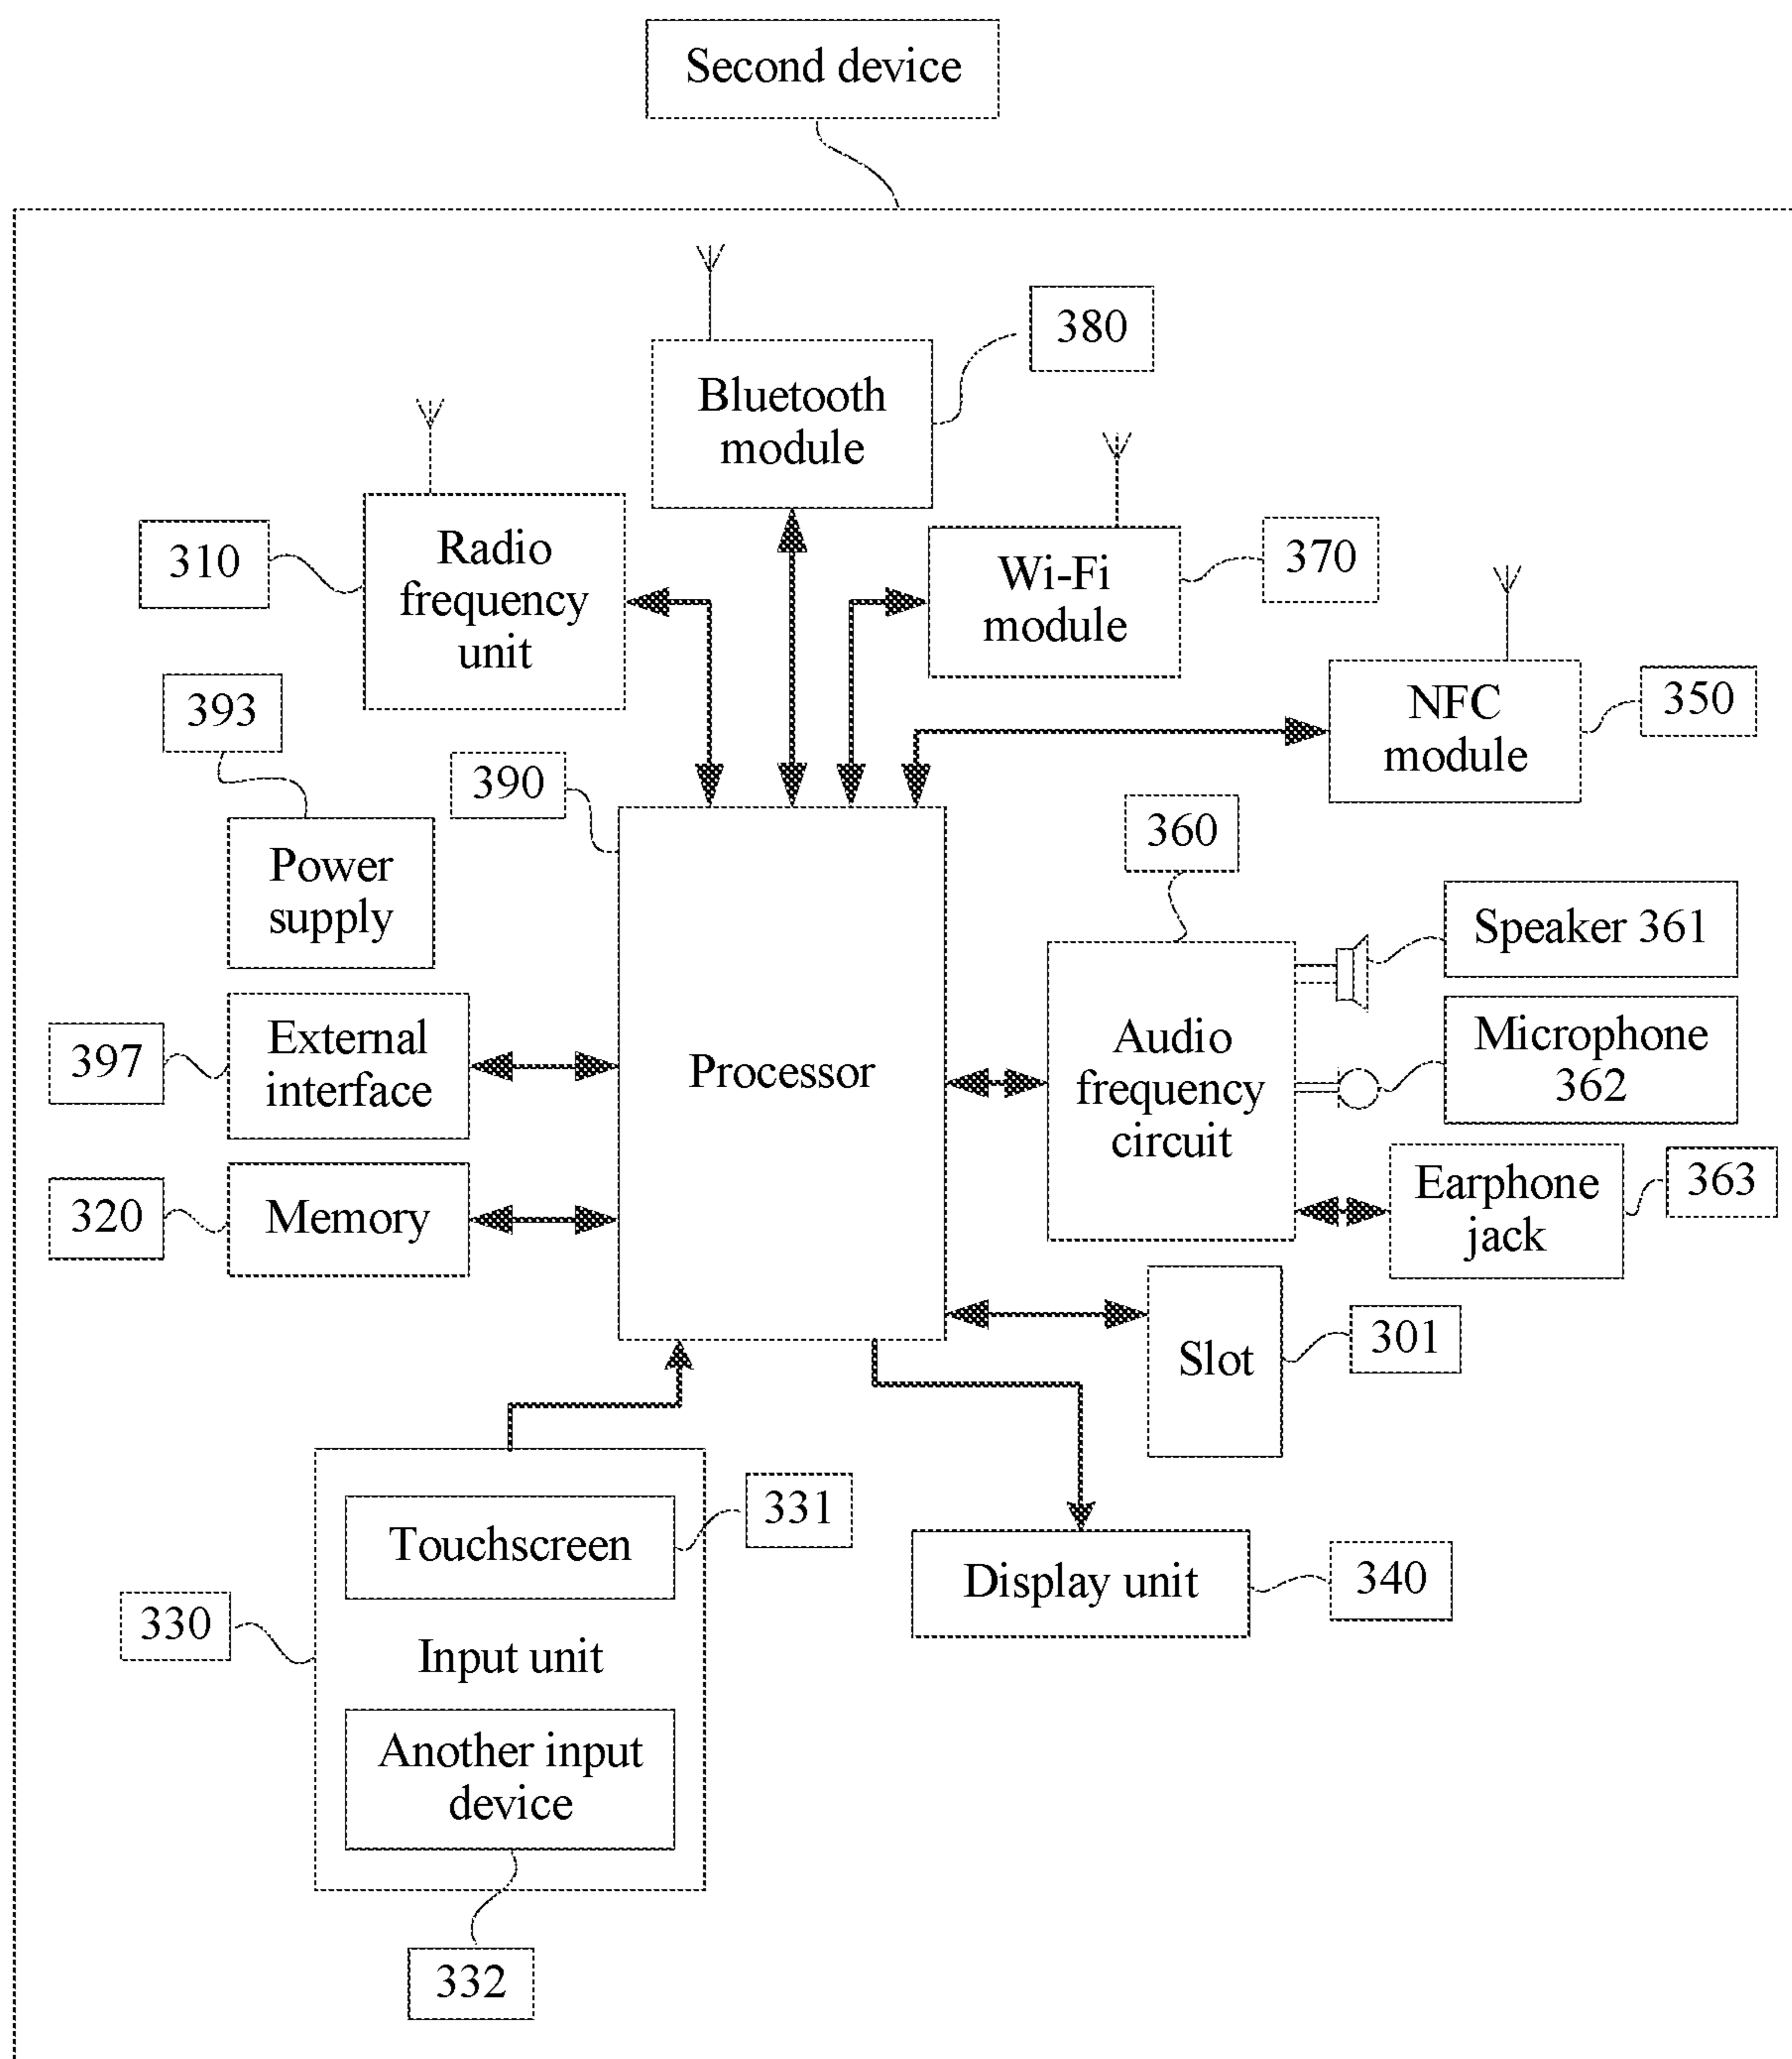 Second device
380
Bluetooth
module
310
Radio
frequency
unit
Wi-Fi
module
370
393
390
NFC
module
350
360
Power
supply
Speaker 361
397
External
interface
Processor
Audio
frequency
circuit
Microphone
362
320
Memory
Earphone
jack
363
Slot
301
Touchscreen
331
330
Input unit
Display unit
340
Another input
device
332